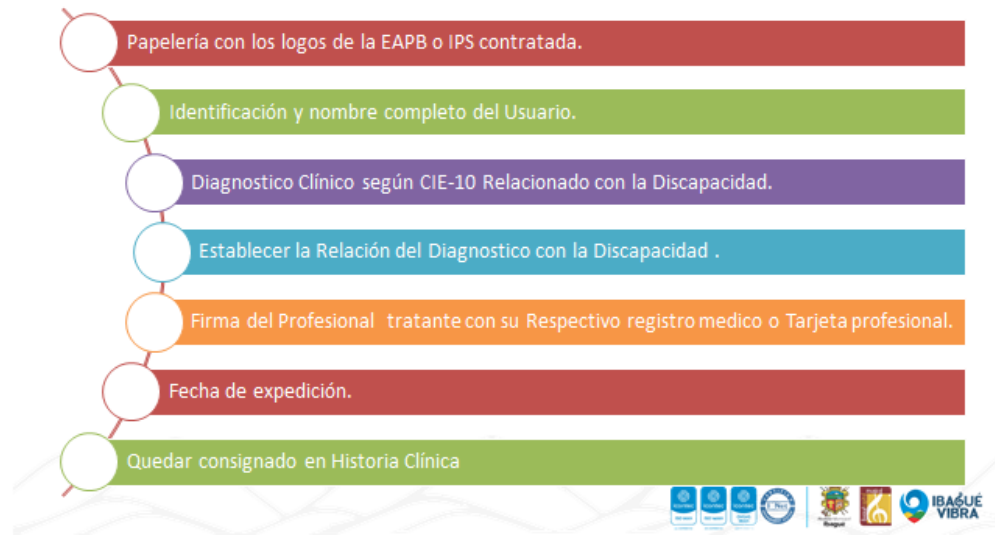 Papelería con los logos de la EAPB o IPS contratada.
Identificación y nombre completo del Usuario.
Diagnostico Clínico según CIE-10 Relacionado con la Discapacidad.
Establecer la Relación del Diagnostico con la Discapacidad .
Firma del Profesional tratante con su Respectivo registro medico o Tarjeta profesional.
Fecha de expedición.
Quedar consignado en Historia Clínica
IBAGUÉ
VIBRA